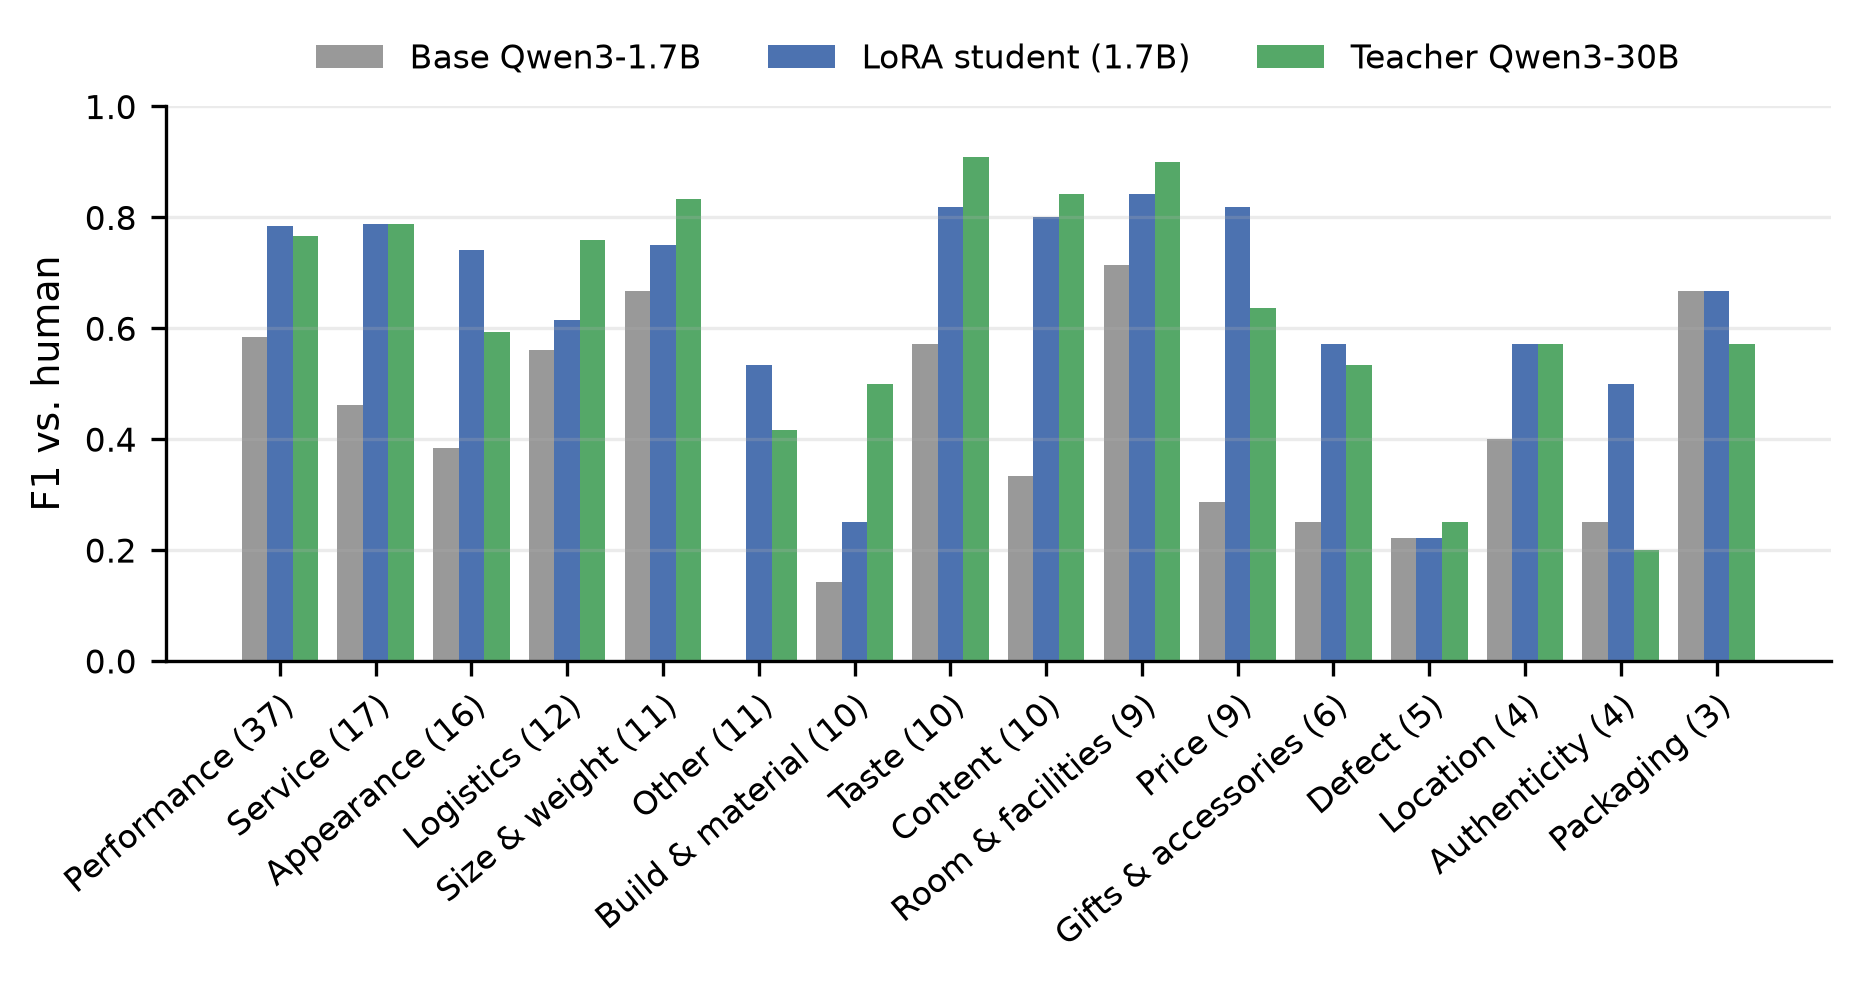 Base Qwen3-1.7B
LoRA student (1.7B)
Teacher Qwen3-30B
F1 vs. human
1.0
0.8
0.6
0.4
0.2
0.0
Performance (37)
Service (17)
Appearance (16)
Logistics (12)
Size & weight (11)
Other (11)
Build & material (10)
Taste (10)
Content (10)
Room & facilities (9)
Price (9)
Gifts & accessories (6)
Defect (5)
Location (4)
Authenticity (4)
Packaging (3)